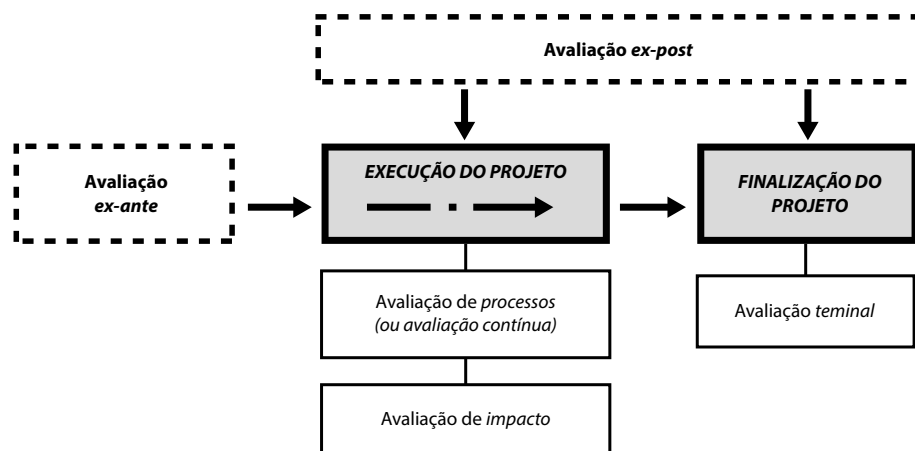 Avaliação ex-post
Avaliação
ex-ante
EXECUÇÃO DO PROJETO
FINALIZAÇÃO DO
PROJETO
Avaliação de processos
(ou avaliação contínua)
Avaliação teminal
Avaliação de impacto